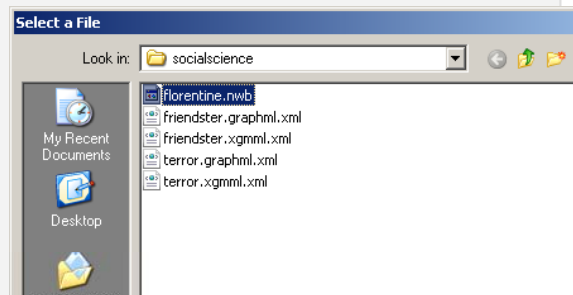 Select a File
Look in: socialscience
florentine.nwb
friendster.graphml.xml
friendster.xgmml.xml
terror.graphml.xml
terror.xgmml.xml
My Recent
Documents
Desktop